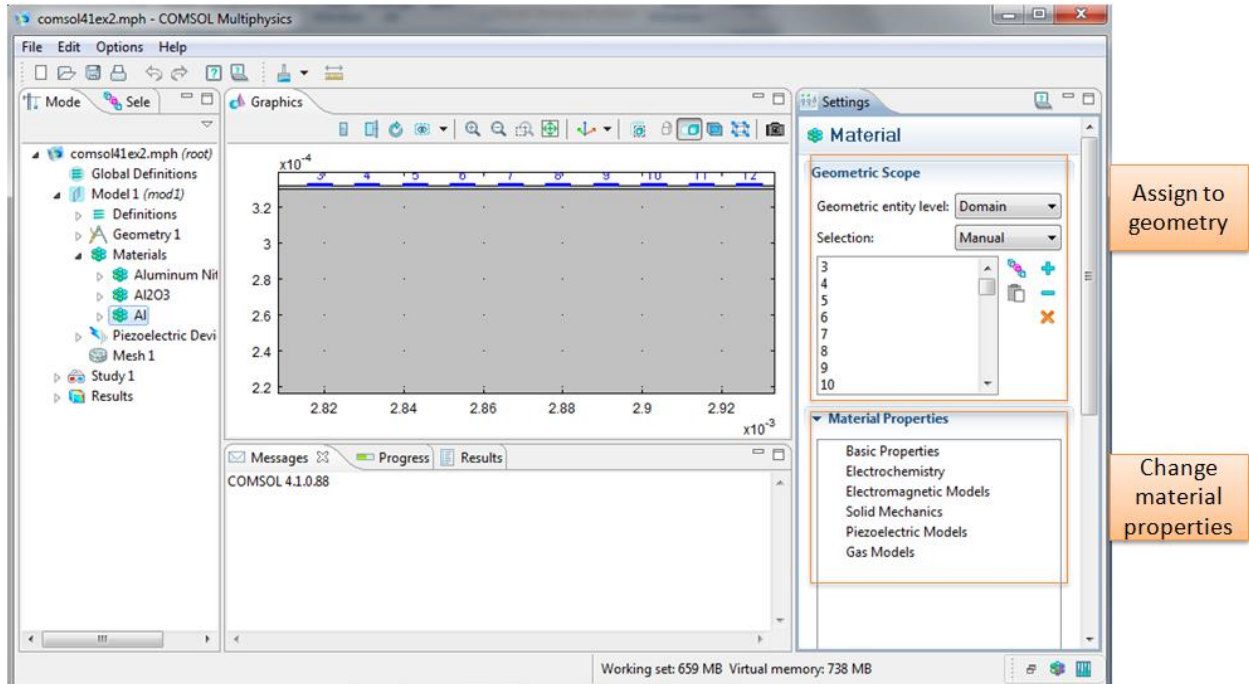 comsol41ex2.mph - COMSOL Multiphysics
File Edit Options Help
Mode Sele
comsol41ex2.mph (root)
Global Definitions
Model 1 (mod1)
Definitions
Geometry 1
Materials
Aluminum Nit
Al2O3
Al
Piezoelectric Devi
Mesh 1
Study 1
Results
Graphics
x10-4
3 4 5 6 7 8 9 10 11 12
3.2
3
2.8
2.6
2.4
2.2
2.82 2.84 2.86 2.88 2.9 2.92
x10-3
Messages Progress Results
COMSOL 4.1.0.88
Settings
Material
Geometric Scope
Geometric entity level: Domain
Selection: Manual
3
4
5
6
7
8
9
10
Material Properties
Basic Properties
Electrochemistry
Electromagnetic Models
Solid Mechanics
Piezoelectric Models
Gas Models
Assign to
geometry
Change
material
properties
Working set: 659 MB Virtual memory: 738 MB